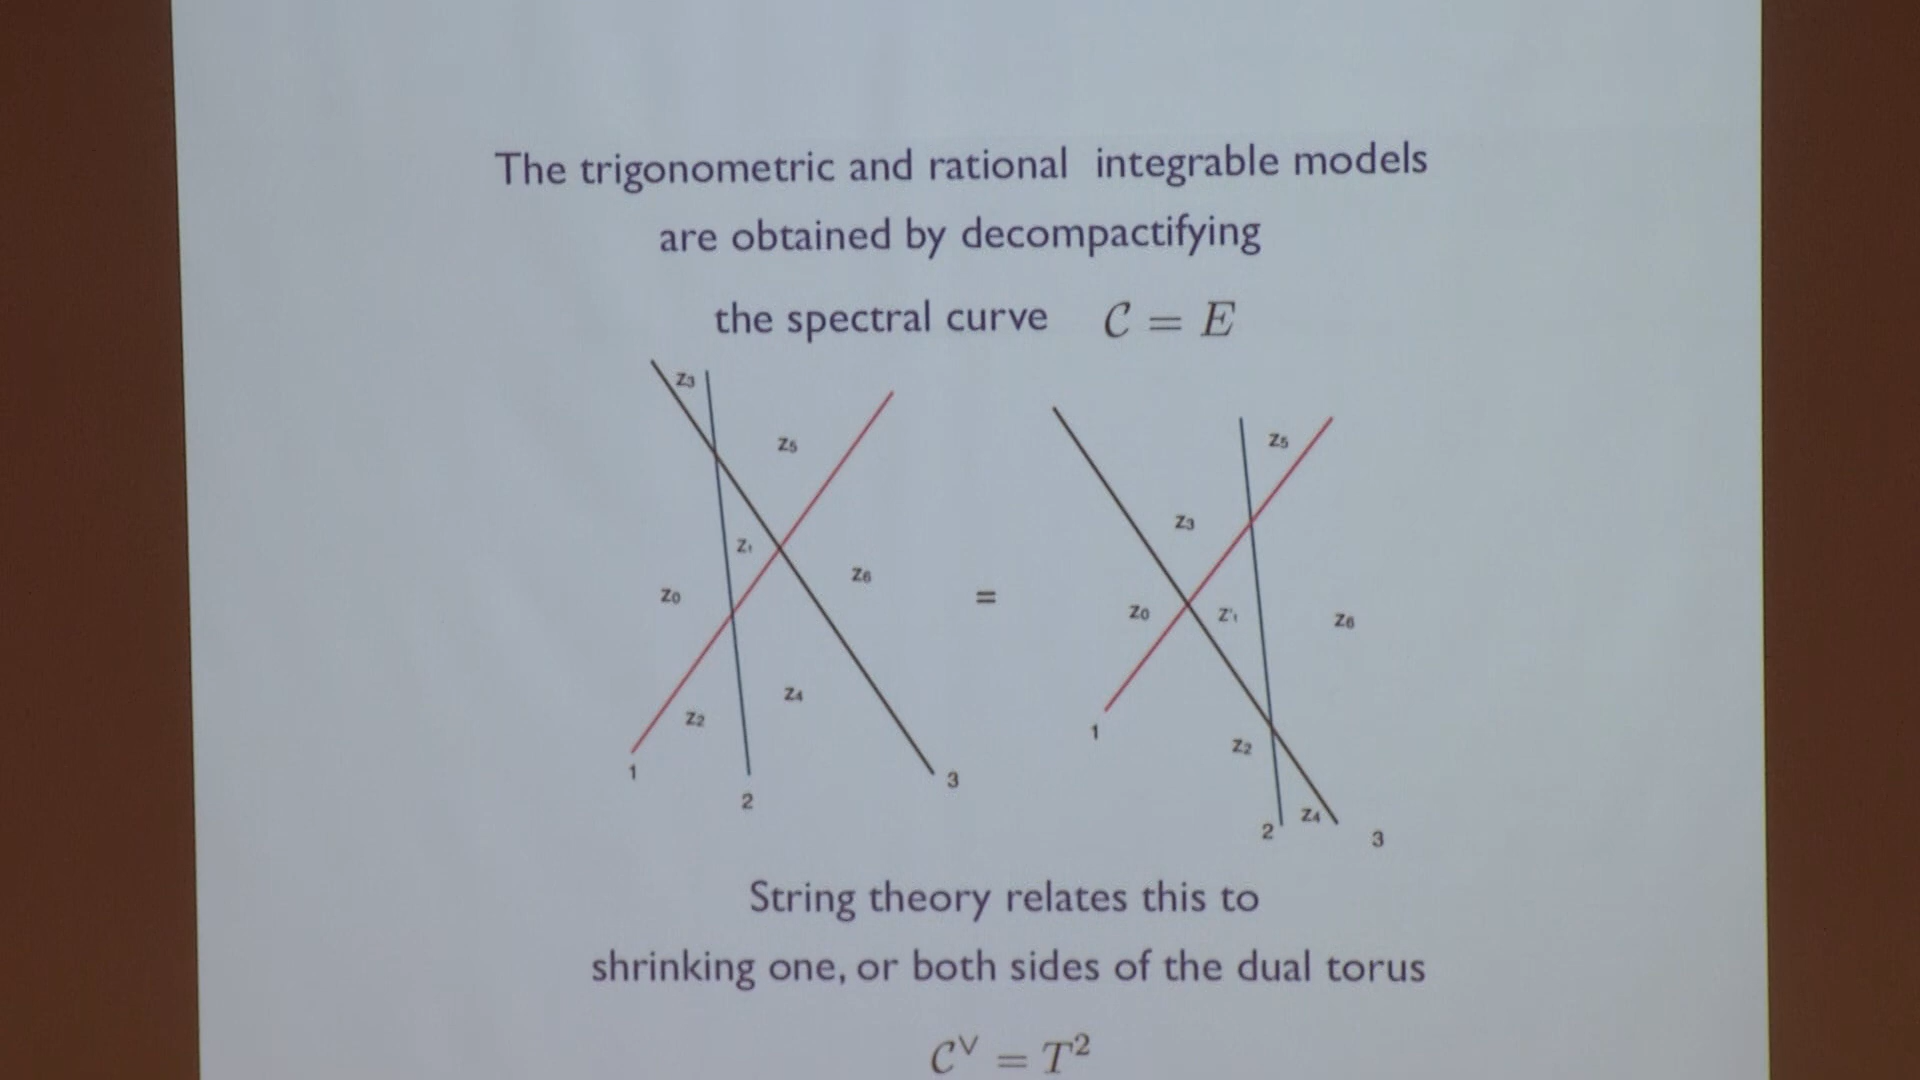 The trigonometric and rational integrable models
are obtained by decompactifying
the spectral curve 𝒞 = E
Z3
Z5
Z1
Z6
Z0
Z4
Z2
1
2
3
=
Z5
Z3
Z0
Z'1
Z6
1
Z2
Z4
2
3
String theory relates this to
shrinking one, or both sides of the dual torus
𝒞^∨ = T²